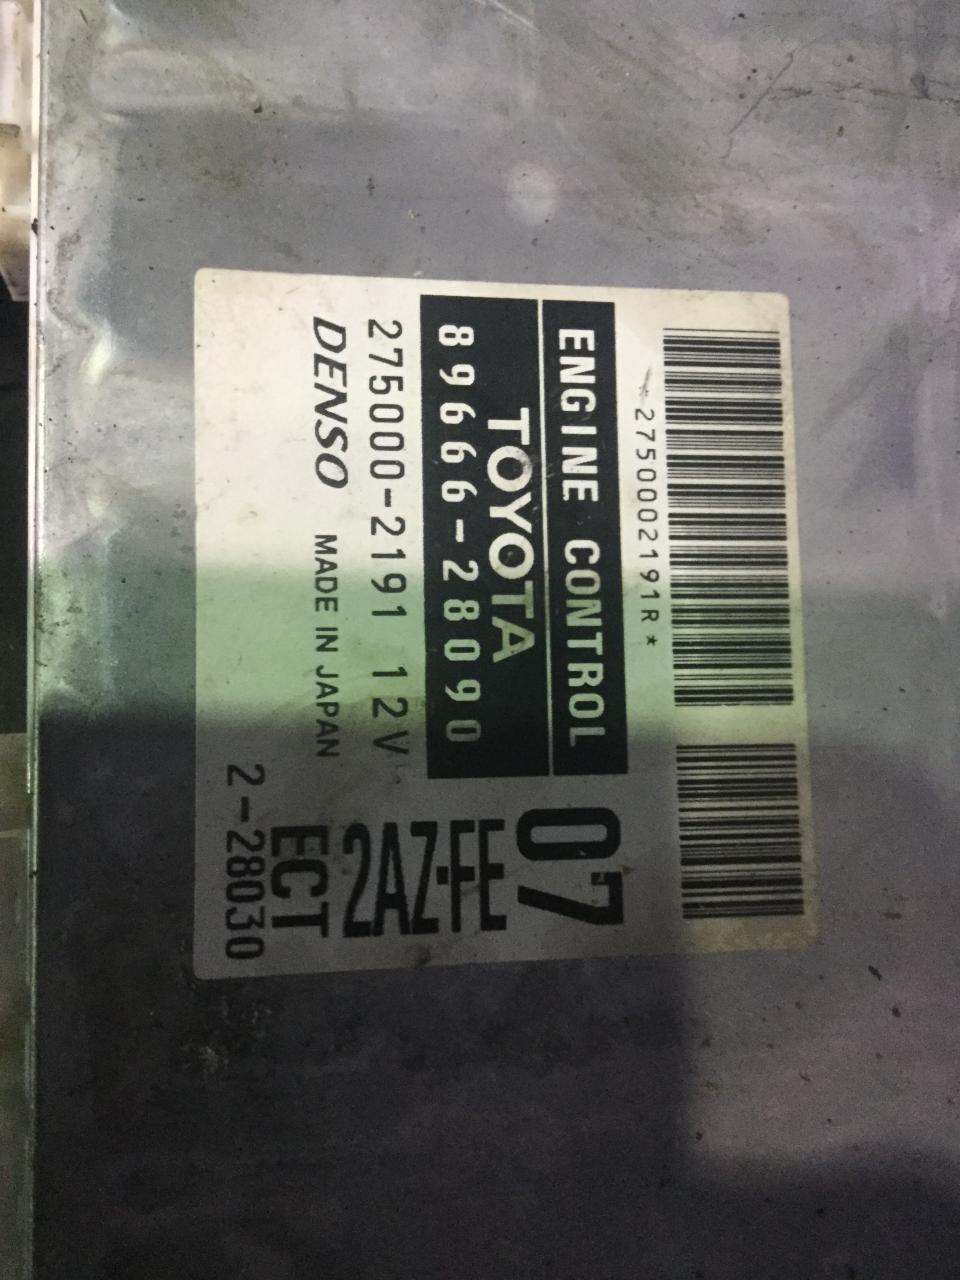 2750002191R*
ENGINE CONTROL
07
TOYOTA
89666-28090
2AZ-FE
275000-2191 12V
ECT
DENSO MADE IN JAPAN
2-28030